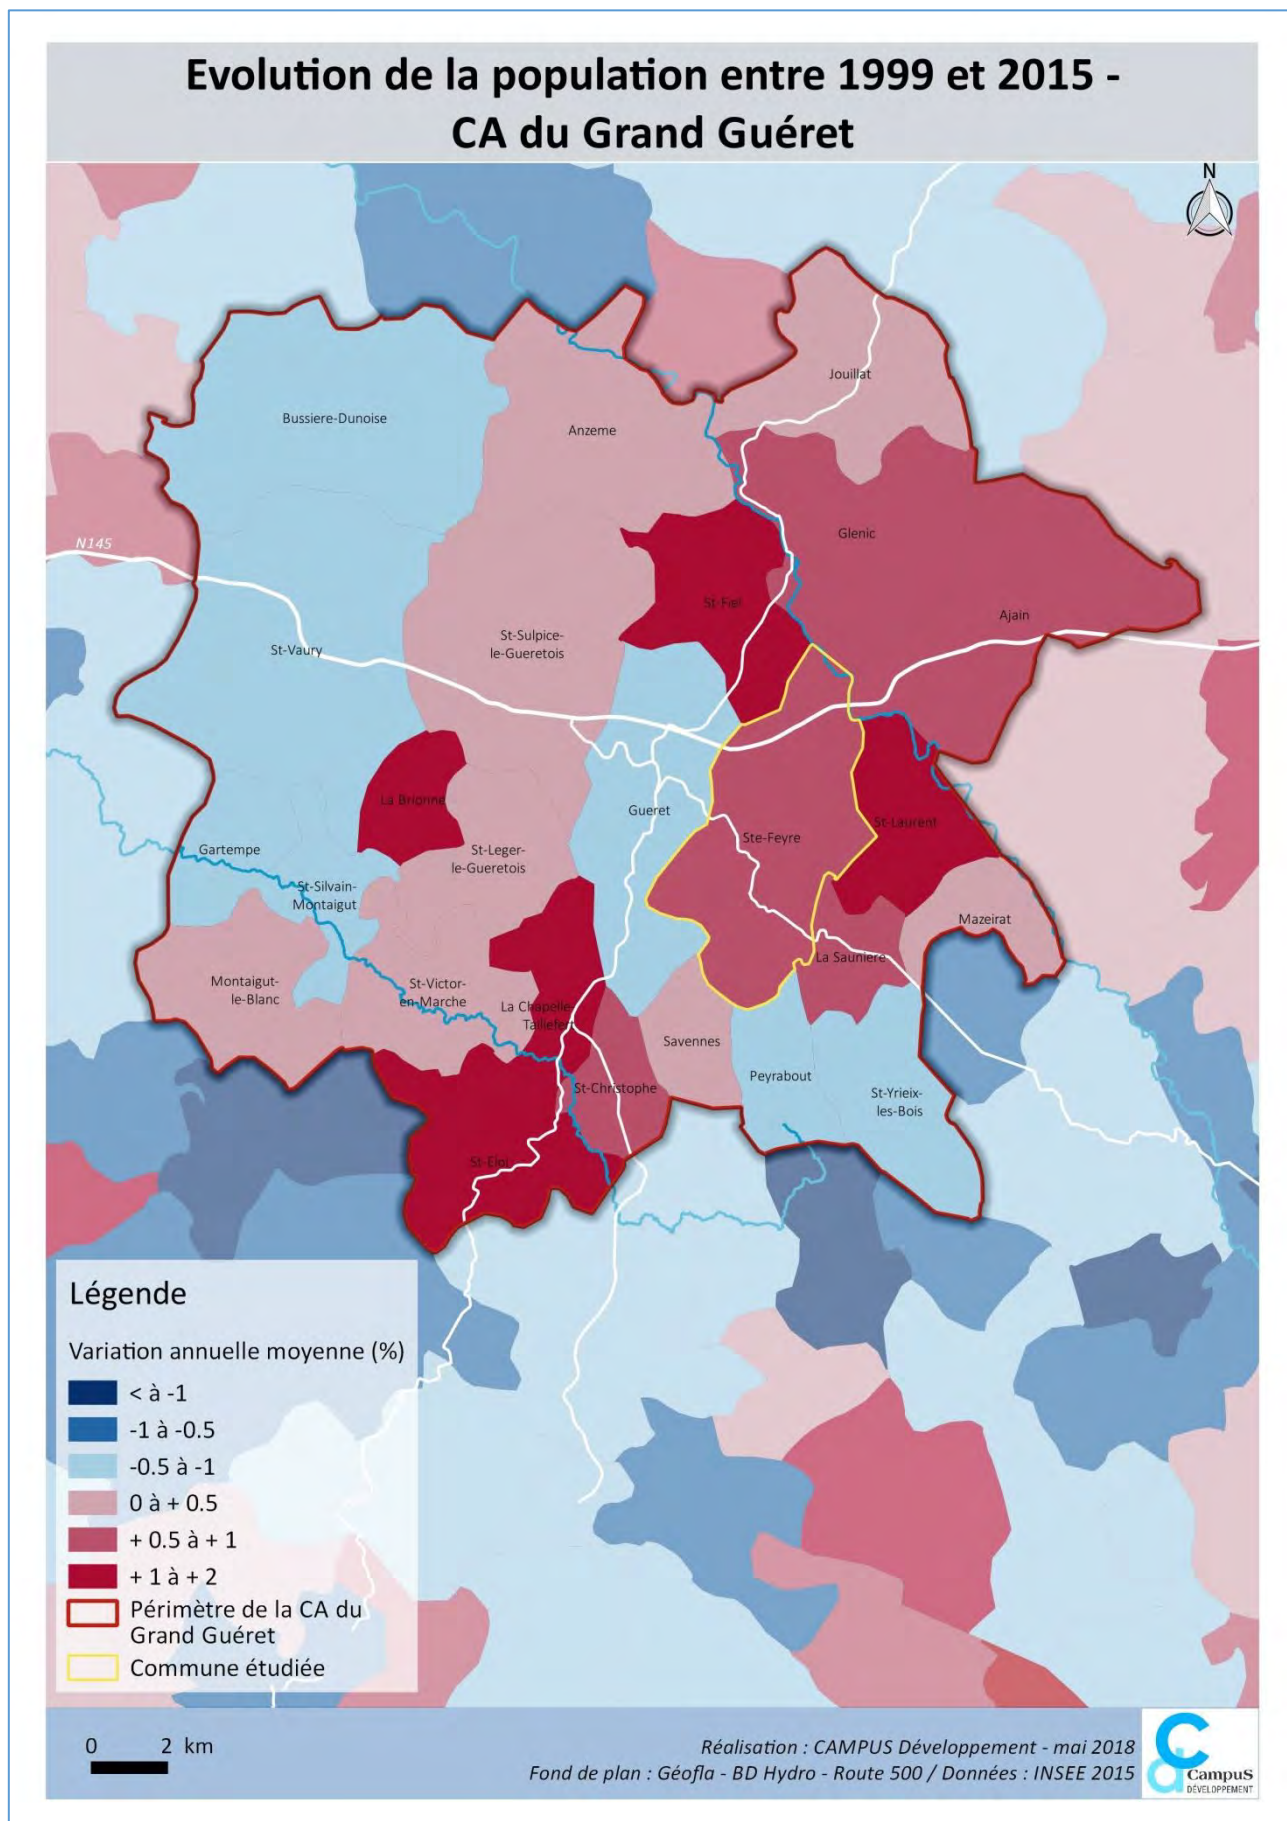 Evolution de la population entre 1999 et 2015 -
CA du Grand Guéret
N
Jouillat
Bussiere-Dunoise
Anzeme
N145
Glenic
St-Fiel
Ajain
St-Sulpice-
le-Gueretois
St-Vaury
La Brionne
Gueret
St-Laurent
Ste-Feyre
Gartempe
St-Leger-
le-Gueretois
St-Silvain-
Montaigut
Mazeirat
La Sauniere
Montaigut-
le-Blanc
St-Victor-
en-Marche
La Chapelle-
Taillefert
Savennes
Peyrabout
St-Christophe
St-Yrieix-
les-Bois
St-Eloi
Légende
Variation annuelle moyenne (%)
< à -1
-1 à -0.5
-0.5 à -1
0 à + 0.5
+ 0.5 à + 1
+ 1 à + 2
Périmètre de la CA du
Grand Guéret
Commune étudiée
0 2 km
Réalisation : CAMPUS Développement - mai 2018
Fond de plan : Géofla - BD Hydro - Route 500 / Données : INSEE 2015
Cd
CampuS
DÉVELOPPEMENT